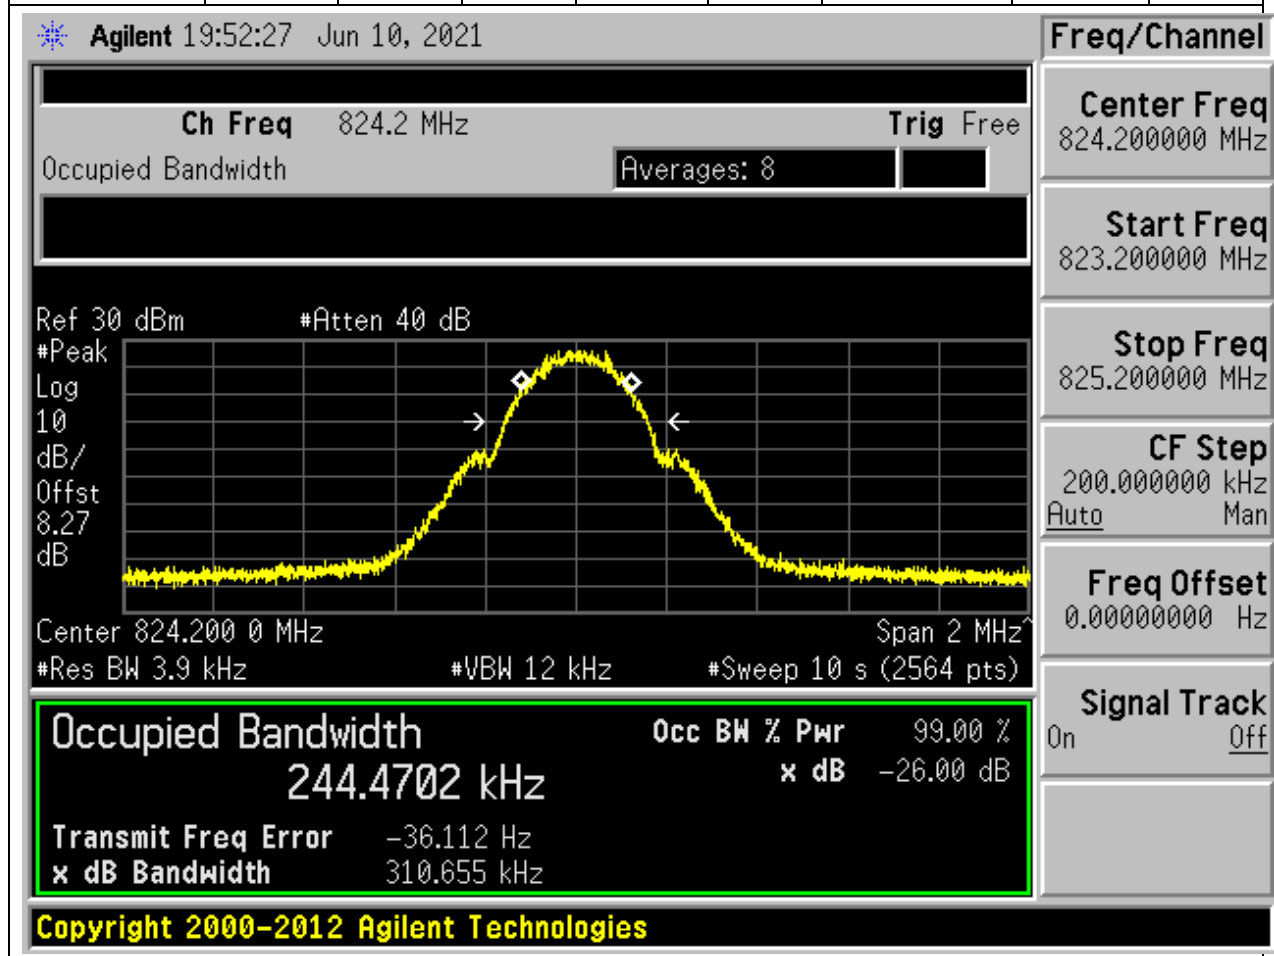 Agilent 19:52:27 Jun 10, 2021
Freq/Channel
Ch Freq 824.2 MHz Trig Free
Occupied Bandwidth Averages: 8
Ref 30 dBm #Atten 40 dB
#Peak
Log
10
dB/
Offst
8.27
dB
Center 824.200 0 MHz Span 2 MHz^
#Res BW 3.9 kHz #VBW 12 kHz #Sweep 10 s (2564 pts)
Occupied Bandwidth Occ BW % Pwr 99.00 %
244.4702 kHz x dB -26.00 dB
Transmit Freq Error -36.112 Hz
x dB Bandwidth 310.655 kHz
Copyright 2000-2012 Agilent Technologies
Center Freq
824.200000 MHz
Start Freq
823.200000 MHz
Stop Freq
825.200000 MHz
CF Step
200.000000 kHz
Auto Man
Freq Offset
0.00000000 Hz
Signal Track
On Off